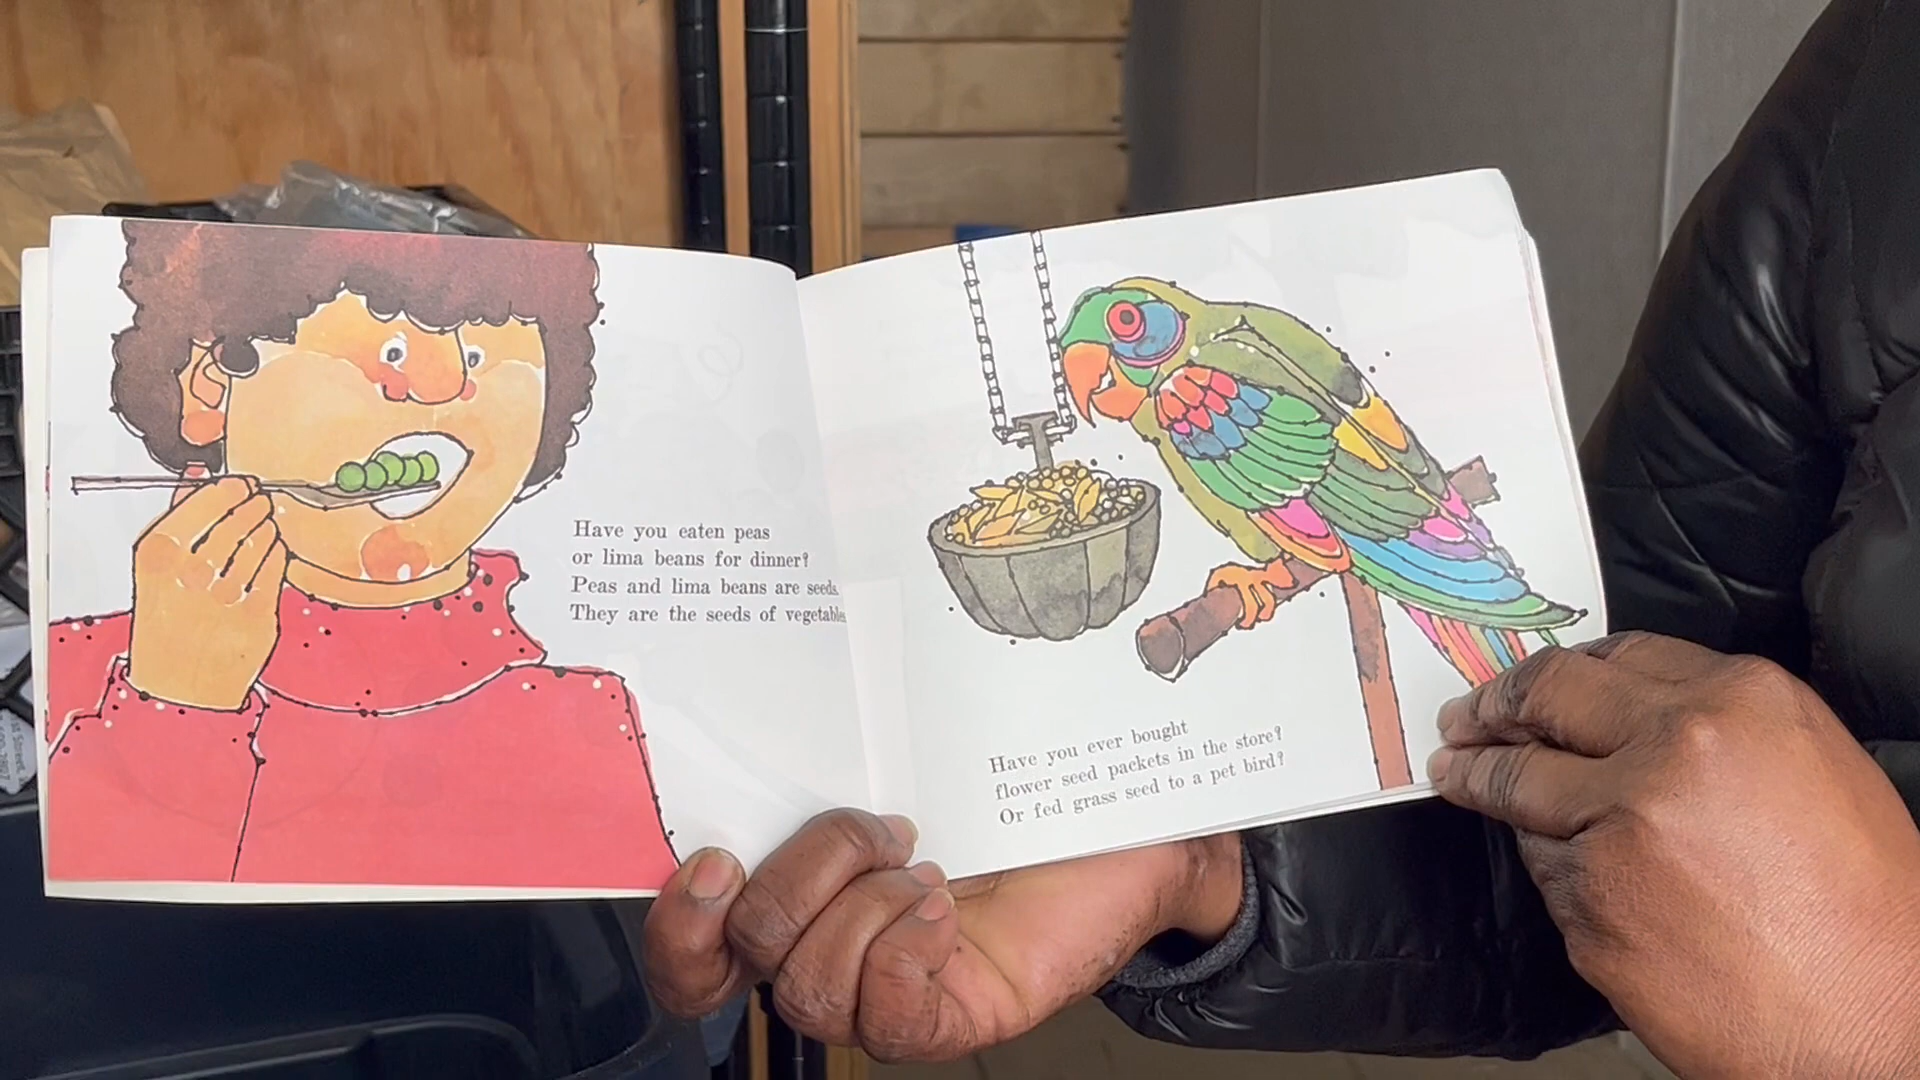 Have you eaten peas
or lima beans for dinner?
Peas and lima beans are seeds.
They are the seeds of vegetables
Have you ever bought
flower seed packets in the store?
Or fed grass seed to a pet bird?